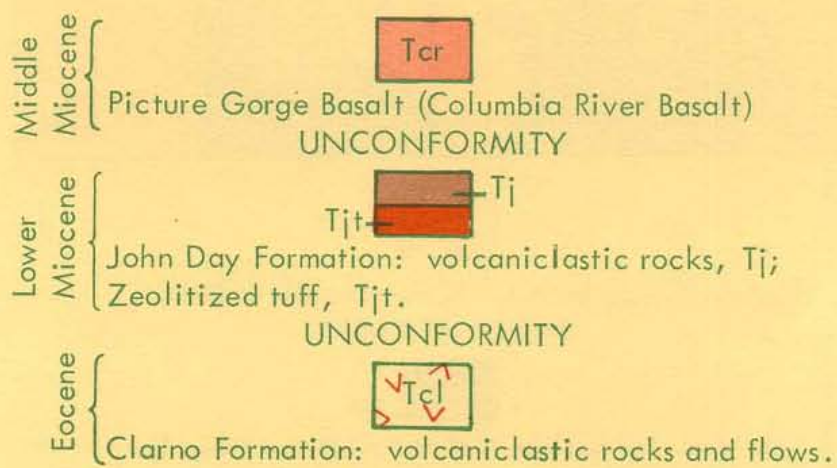 Middle
Miocene
Tcr
Picture Gorge Basalt (Columbia River Basalt)
UNCONFORMITY
Lower
Miocene
Tj
Tjt
John Day Formation: volcaniclastic rocks, Tj;
Zeolitized tuff, Tjt.
UNCONFORMITY
Eocene
Tcl
Clarno Formation: volcaniclastic rocks and flows.